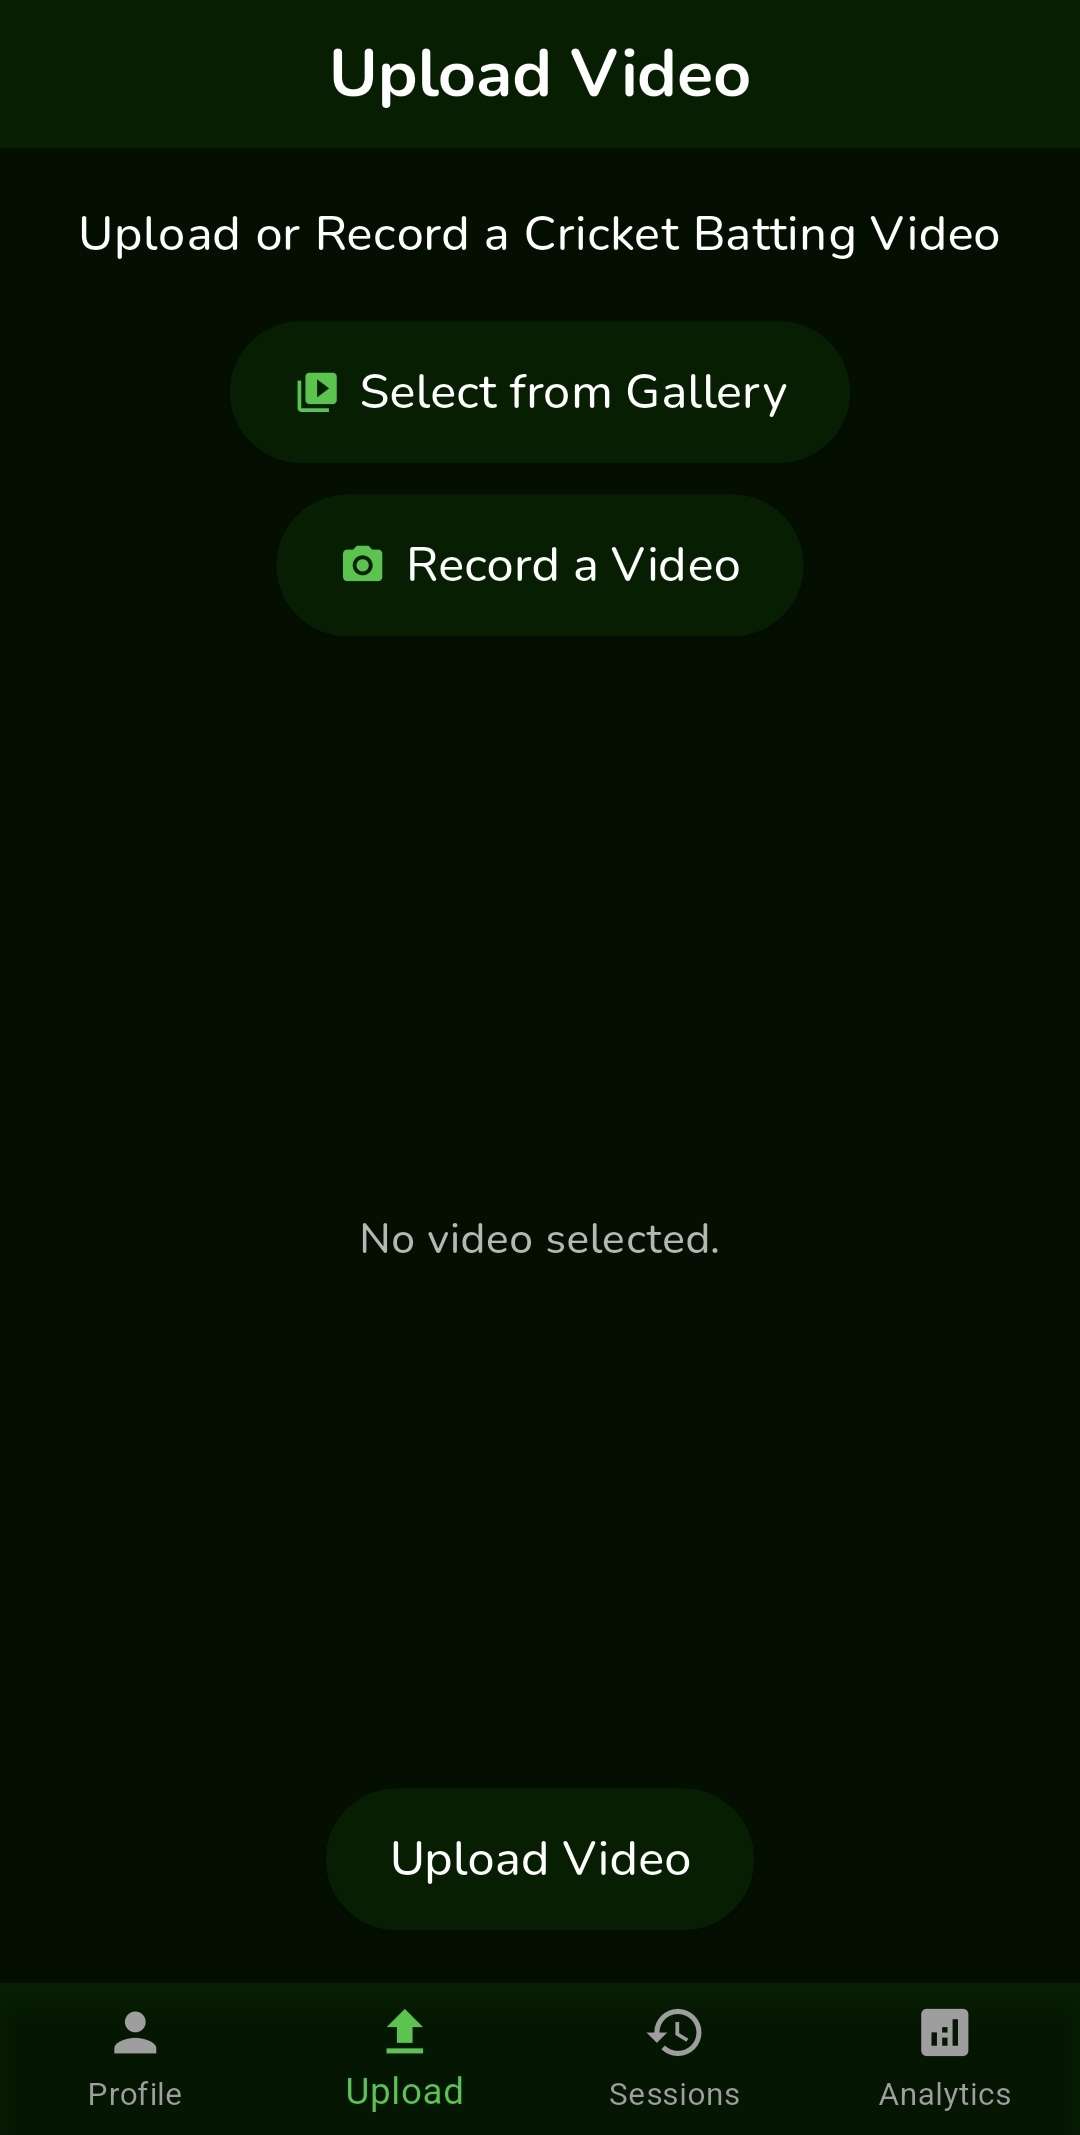 Upload Video
Upload or Record a Cricket Batting Video
Select from Gallery
Record a Video
No video selected.
Upload Video
Profile
Upload
Sessions
Analytics